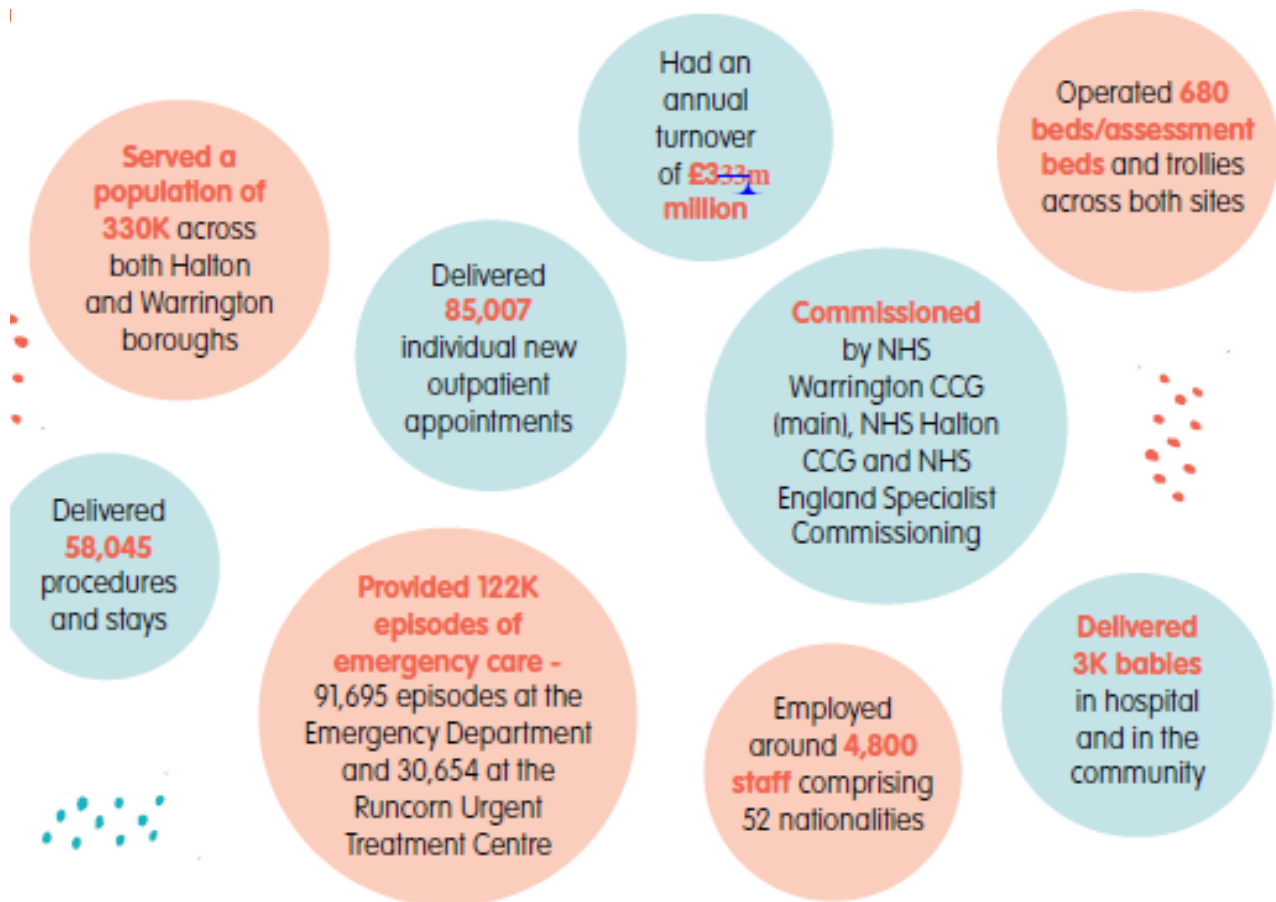 Had an
annual
turnover
of £333m
million
Operated 680
beds/assessment
beds and trollies
across both sites
Served a
population of
330K across
both Halton
and Warrington
boroughs
Delivered
85,007
individual new
outpatient
appointments
Commissioned
by NHS
Warrington CCG
(main), NHS Halton
CCG and NHS
England Specialist
Commissioning
Delivered
58,045
procedures
and stays
Provided 122K
episodes of
emergency care -
91,695 episodes at the
Emergency Department
and 30,654 at the
Runcorn Urgent
Treatment Centre
Employed
around 4,800
staff comprising
52 nationalities
Delivered
3K babies
in hospital
and in the
community